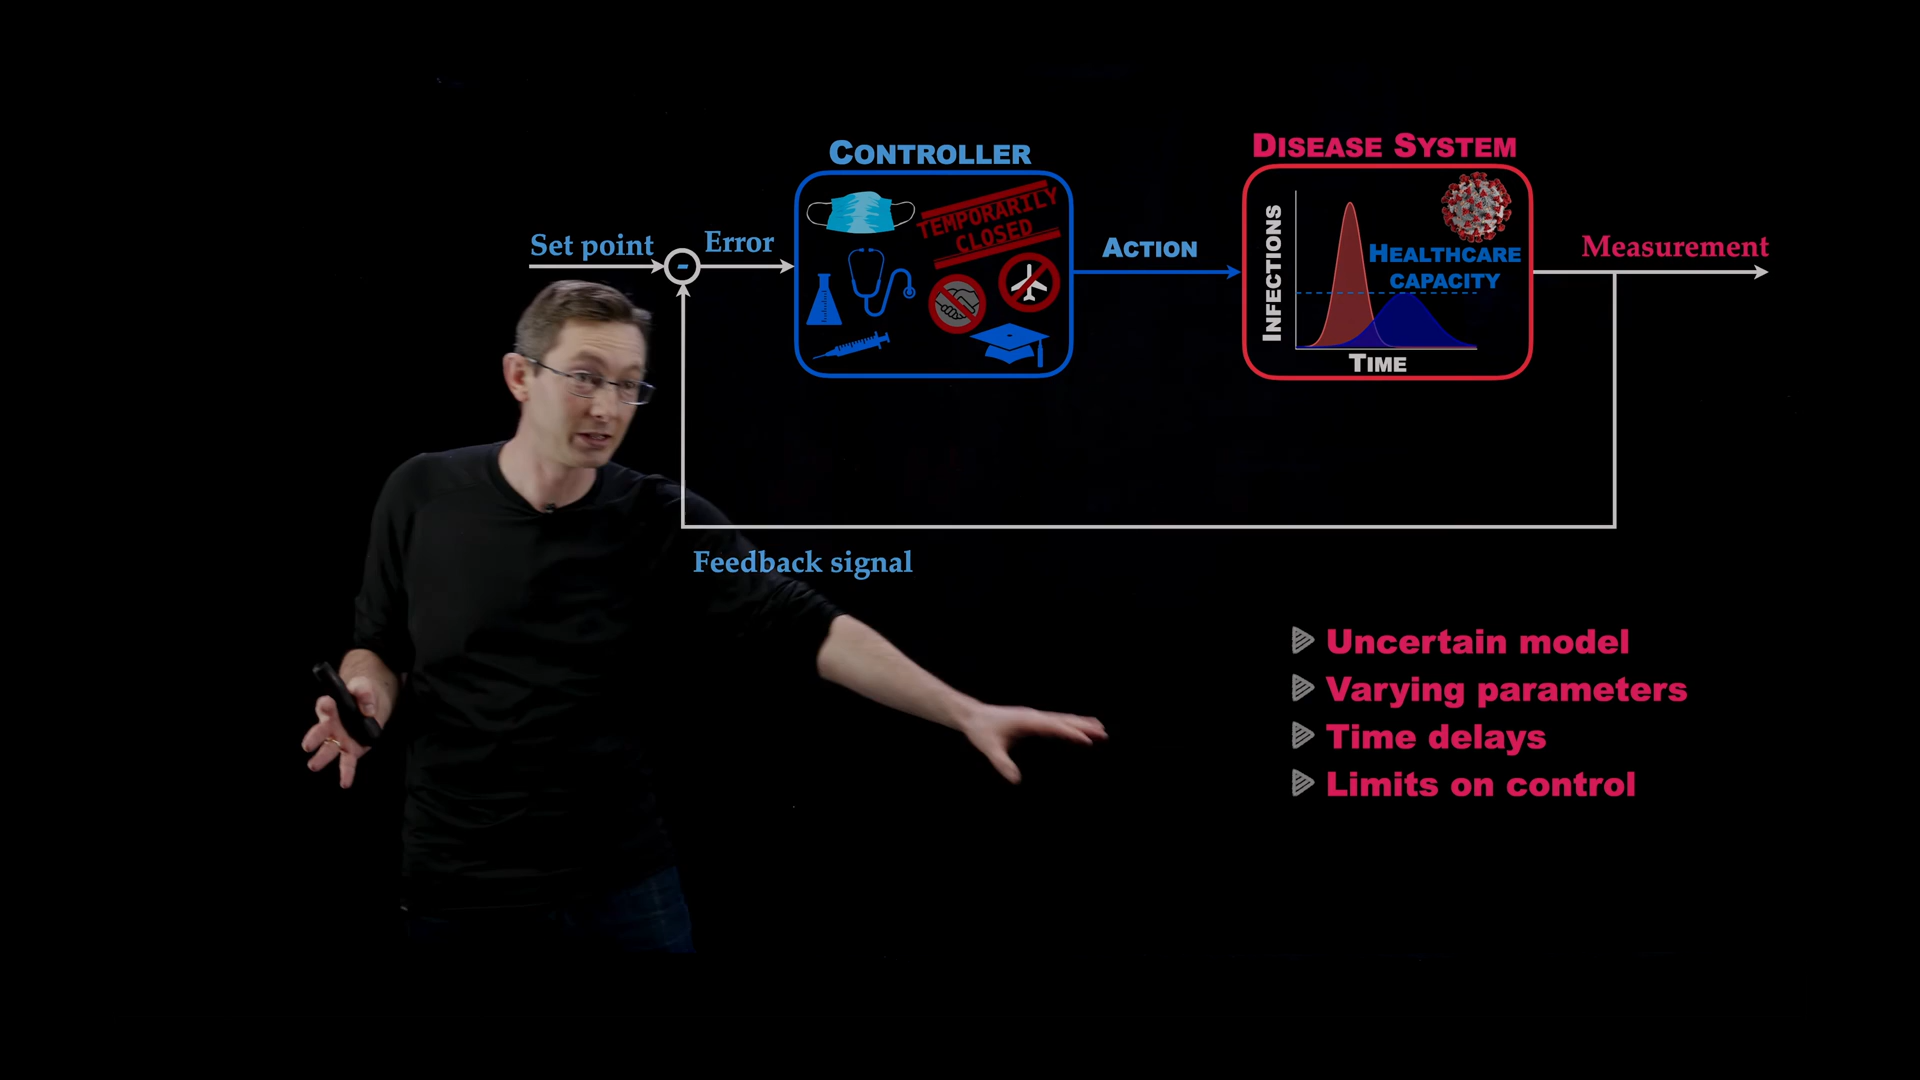 CONTROLLER
DISEASE SYSTEM
Set point
-
Error
TEMPORARILY
CLOSED
ACTION
INFECTIONS
HEALTHCARE
CAPACITY
TIME
Measurement
Feedback signal
Uncertain model
Varying parameters
Time delays
Limits on control